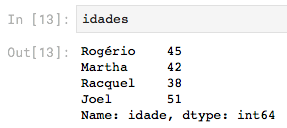 In [13]: idades
Out[13]:
Rogério 45
Martha 42
Racquel 38
Joel 51
Name: idade, dtype: int64